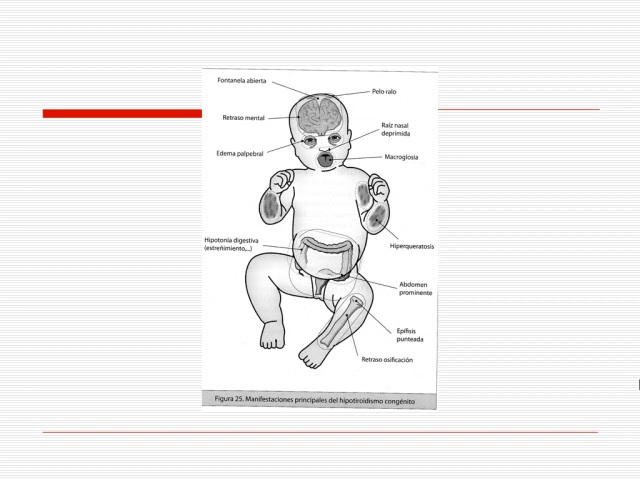 Fontanela abierta
Pelo ralo
Retraso mental
Raíz nasal
deprimida
Edema palpebral
Macroglosia
Hipotonía digestiva
(estreñimiento,...)
Hiperqueratosis
Abdomen
prominente
Epífisis
punteada
Retraso osificación
Figura 25. Manifestaciones principales del hipotiroidismo congénito